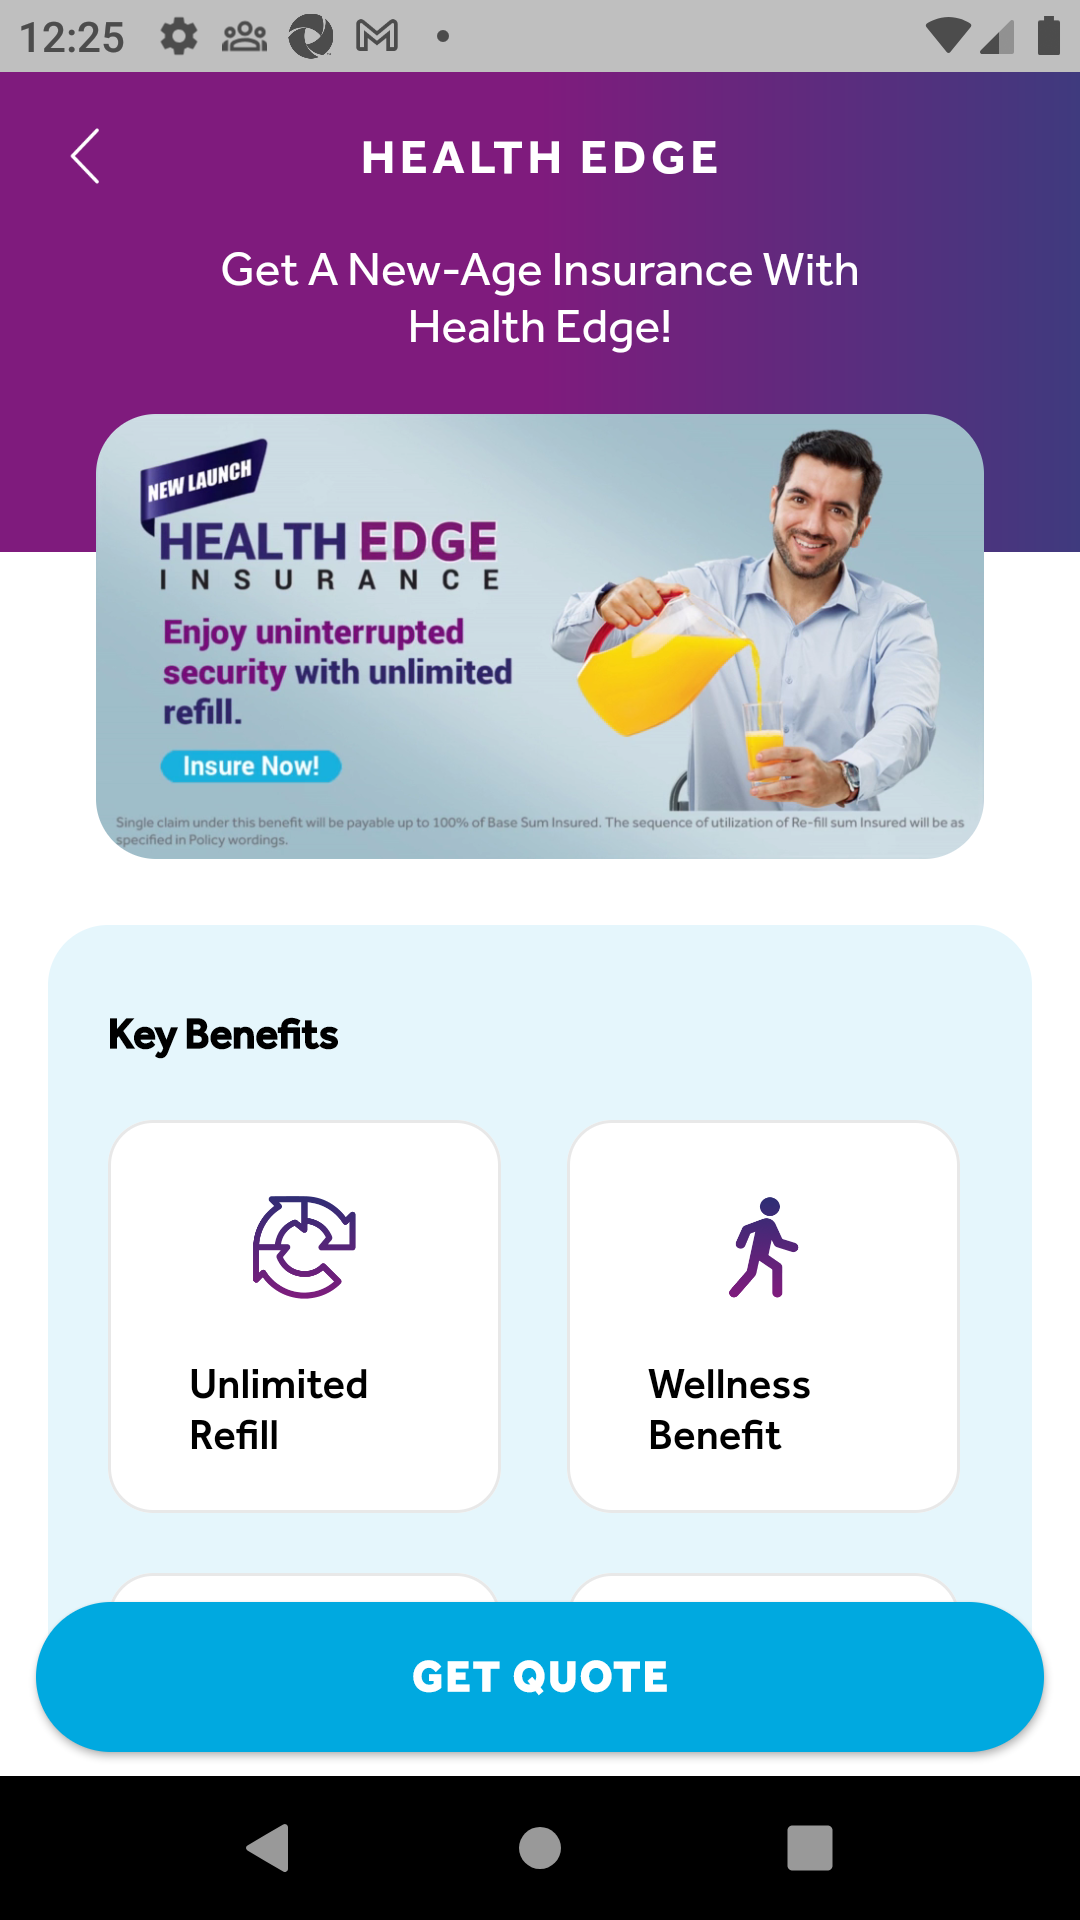 12:25
HEALTH EDGE
Get A New-Age Insurance With
Health Edge!
NEW LAUNCH
HEALTH EDGE
INSURANCE
Enjoy uninterrupted
security with unlimited
refill.
Insure Now!
Single claim under this benefit will be payable up to 100% of Base Sum Insured. The sequence of utilization of Re-fill sum Insured will be as
specified in Policy wordings.
Key Benefits
Unlimited
Refill
Wellness
Benefit
GET QUOTE